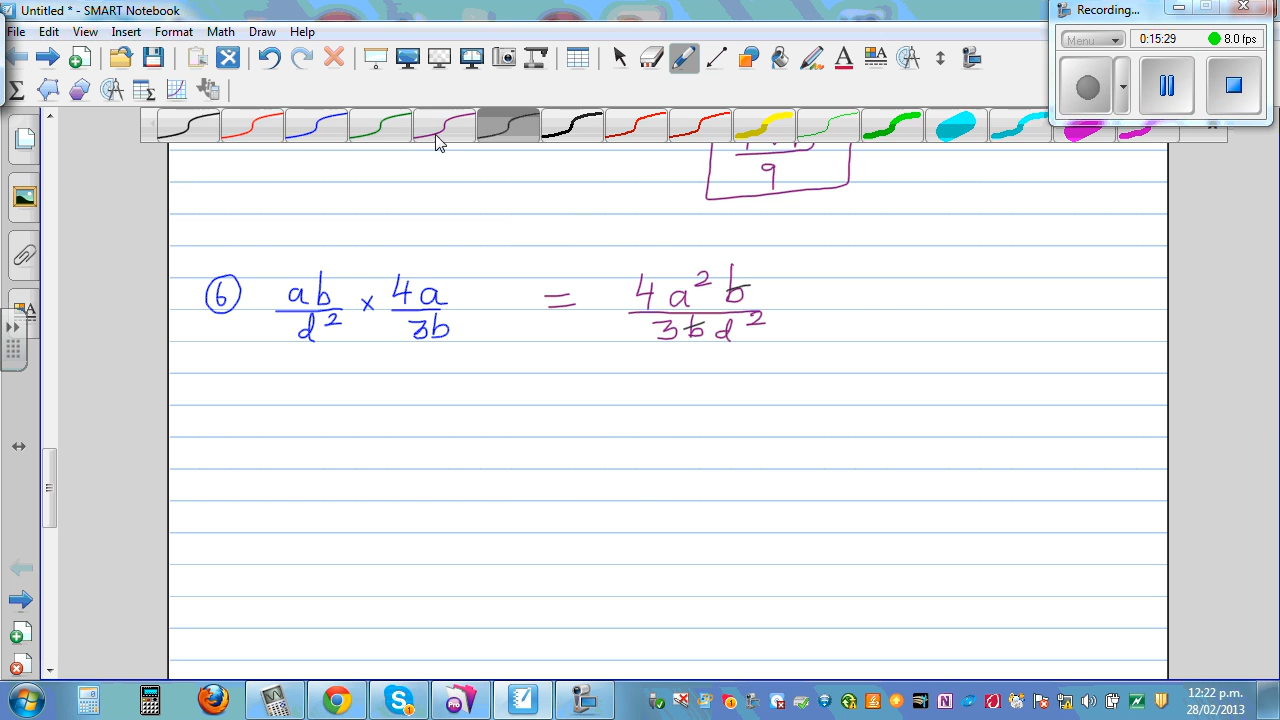 Untitled * - SMART Notebook
File Edit View Insert Format Math Draw Help
Recording...
Menu 0:15:29 8.0 fps
9
6 ab/d² × 4a/3b = 4a²b/3bd²
12:22 p.m.
28/02/2013